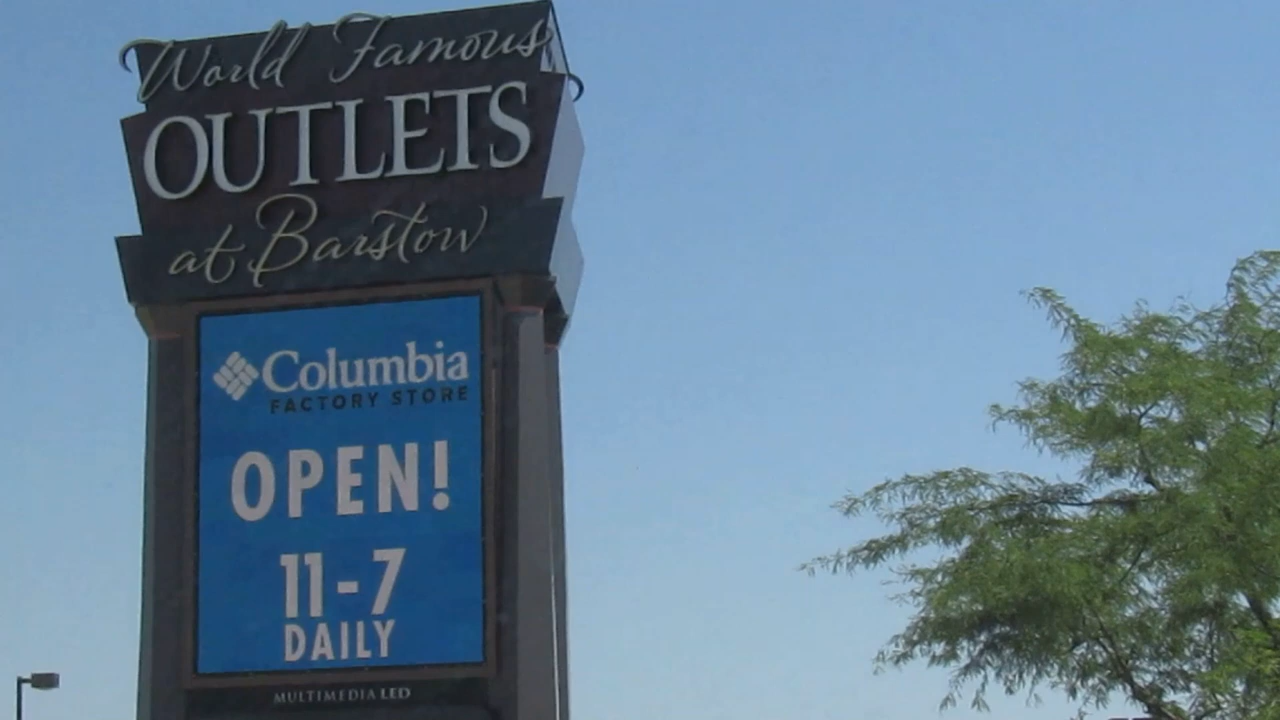 World Famous
OUTLETS
at Barstow
Columbia
FACTORY STORE
OPEN!
11-7
DAILY
MULTIMEDIA LED